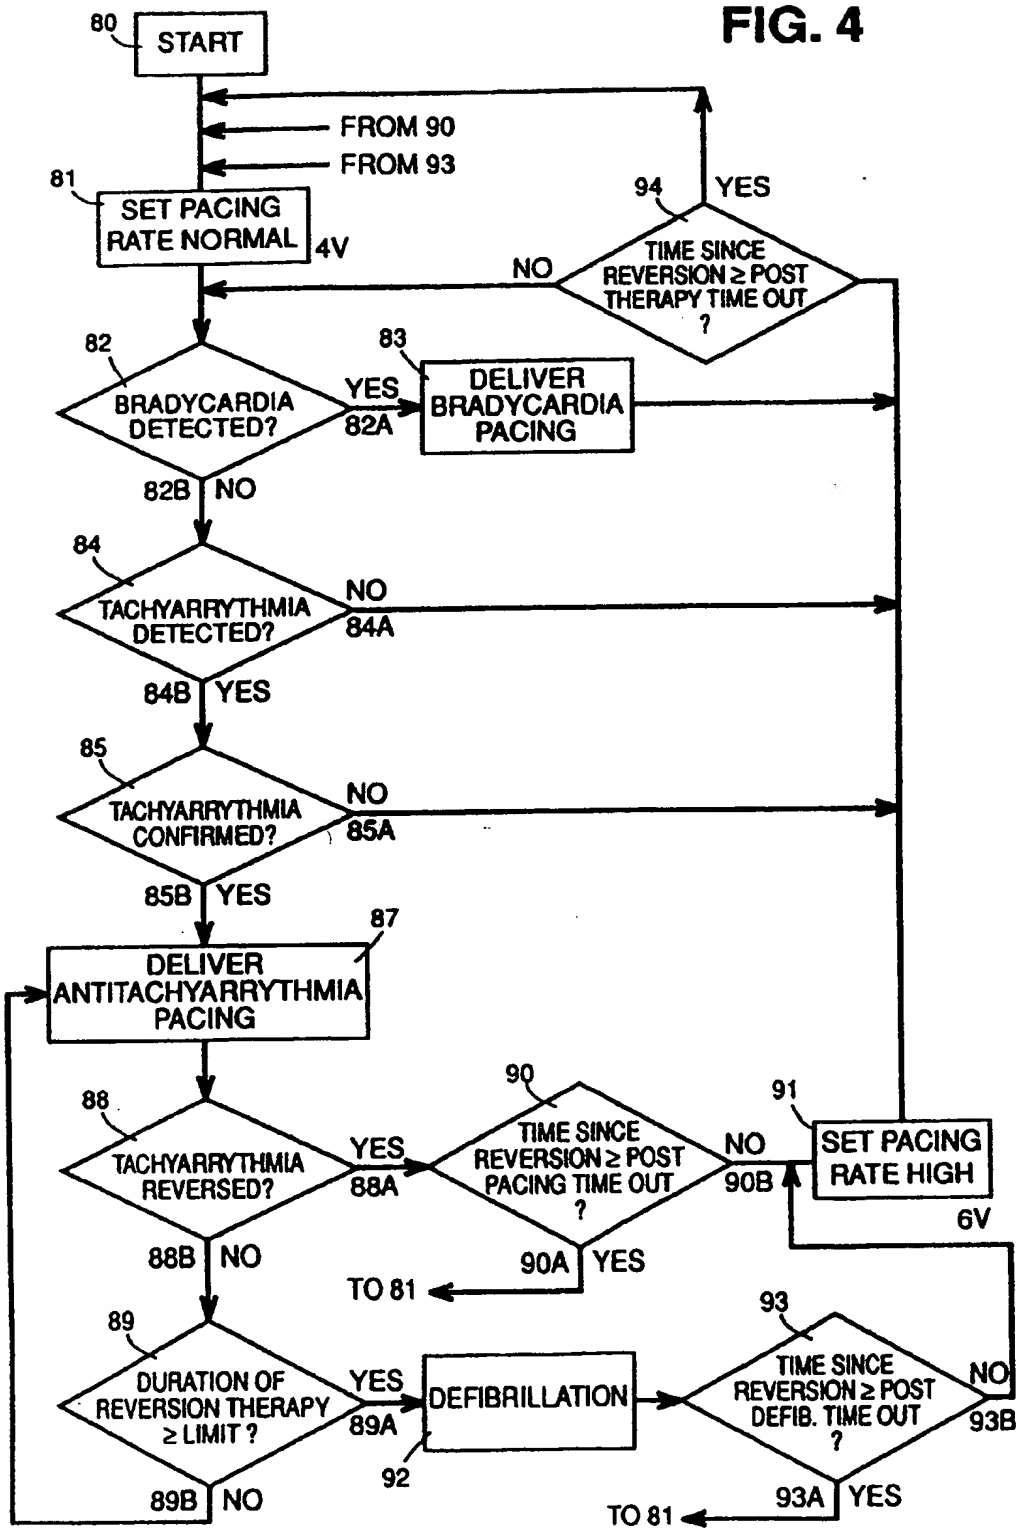 FIG. 4
80
START
FROM 90
FROM 93
81
SET PACING
RATE NORMAL
4V
94
YES
TIME SINCE
REVERSION ≥ POST
THERAPY TIME OUT
?
NO
82
BRADYCARDIA
DETECTED?
YES
82A
83
DELIVER
BRADYCARDIA
PACING
82B
NO
84
TACHYARRYTHMIA
DETECTED?
NO
84A
84B
YES
85
TACHYARRYTHMIA
CONFIRMED?
NO
85A
85B
YES
87
DELIVER
ANTITACHYARRYTHMIA
PACING
88
TACHYARRYTHMIA
REVERSED?
YES
88A
90
TIME SINCE
REVERSION ≥ POST
PACING TIME OUT
?
NO
90B
91
SET PACING
RATE HIGH
6V
88B
NO
90A
YES
TO 81
89
DURATION OF
REVERSION THERAPY
≥ LIMIT ?
YES
89A
DEFIBRILLATION
92
93
TIME SINCE
REVERSION ≥ POST
DEFIB. TIME OUT
?
NO
93B
89B
NO
93A
YES
TO 81